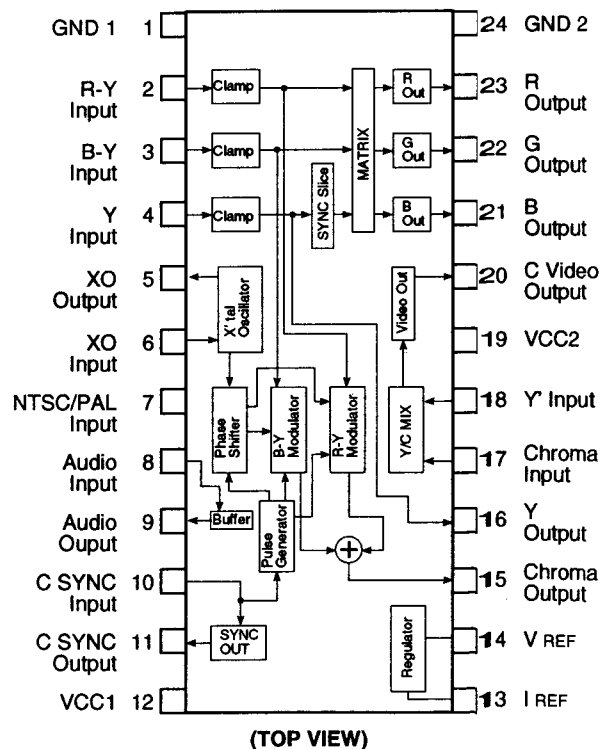 GND 1 1
R-Y 2
Input
B-Y 3
Input
Y 4
Input
XO 5
Output
XO 6
Input
NTSC/PAL 7
Input
Audio 8
Input
Audio 9
Ouput
C SYNC 10
Input
C SYNC 11
Output
VCC1 12
Clamp
Clamp
Clamp
SYNC Slice
MATRIX
R
Out
G
Out
B
Out
X'tal
Oscillator
Video Out
Phase
Shifter
B-Y
Modulator
R-Y
Modulator
Y/C MIX
Buffer
Pulse
Generator
+
SYNC
OUT
Regulator
24 GND 2
23 R
Output
22 G
Output
21 B
Output
20 C Video
Output
19 VCC2
18 Y' Input
17 Chroma
Input
16 Y
Output
15 Chroma
Output
14 V REF
13 I REF
(TOP VIEW)